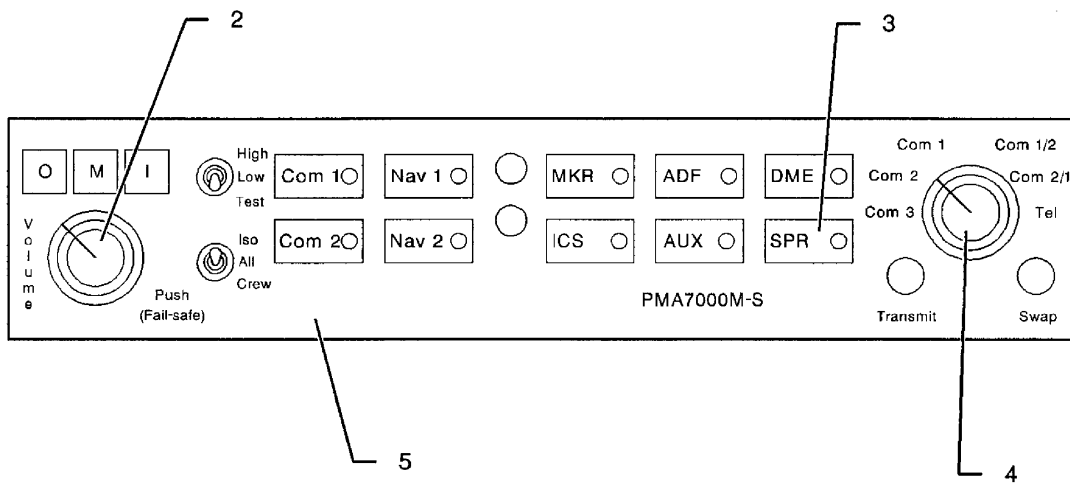 2
3
O M I
High
Low
Test
Com 1
Nav 1
MKR
ADF
DME
Com 1
Com 1/2
Com 2
Com 2/1
Com 3
Tel
Volume
Iso
All
Crew
Com 2
Nav 2
ICS
AUX
SPR
Push
(Fail-safe)
PMA7000M-S
Transmit
Swap
5
4